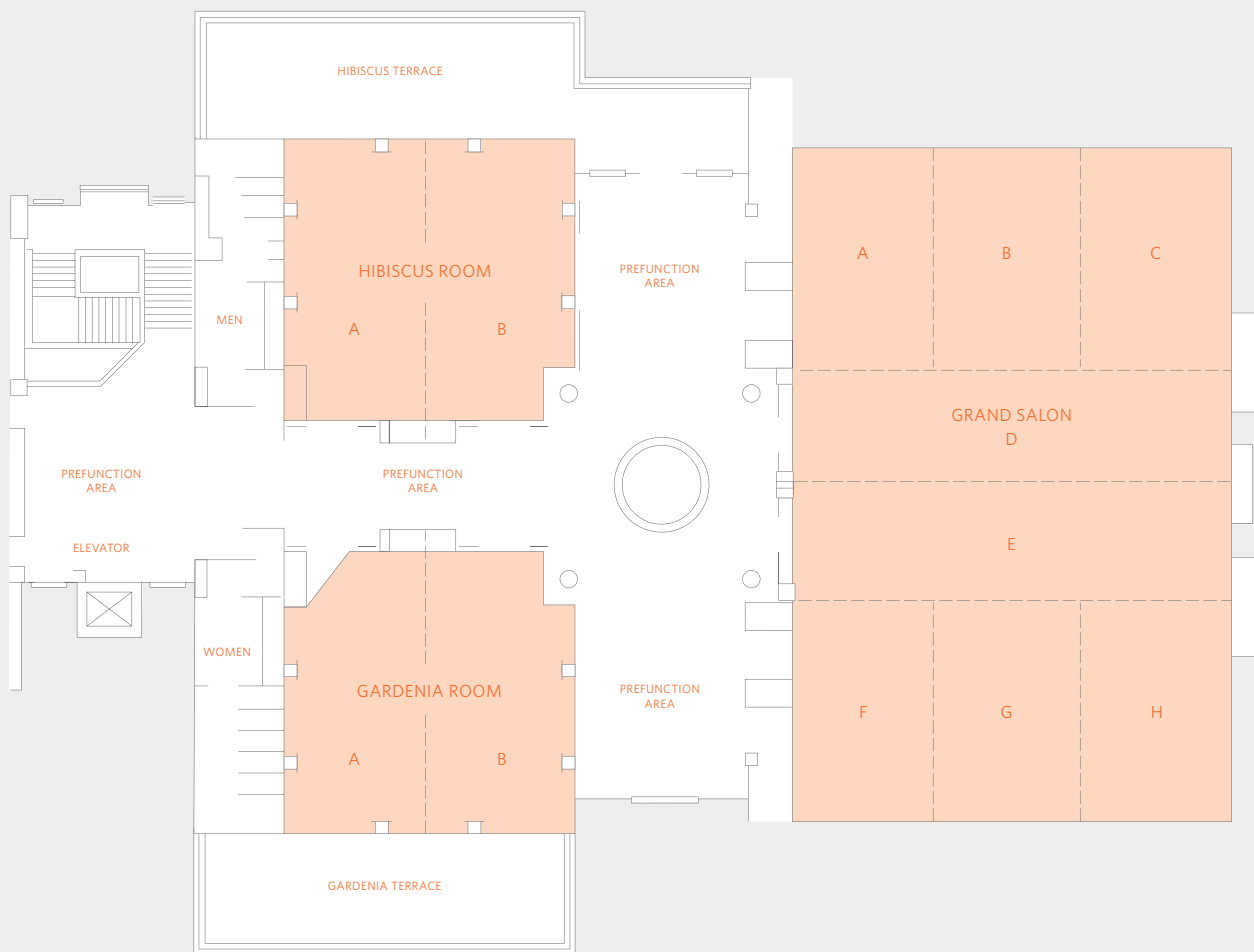 HIBISCUS TERRACE
A
B
C
HIBISCUS ROOM
PREFUNCTION
AREA
MEN
A
B
GRAND SALON
D
PREFUNCTION
AREA
PREFUNCTION
AREA
ELEVATOR
E
WOMEN
GARDENIA ROOM
PREFUNCTION
AREA
F
G
H
A
B
GARDENIA TERRACE